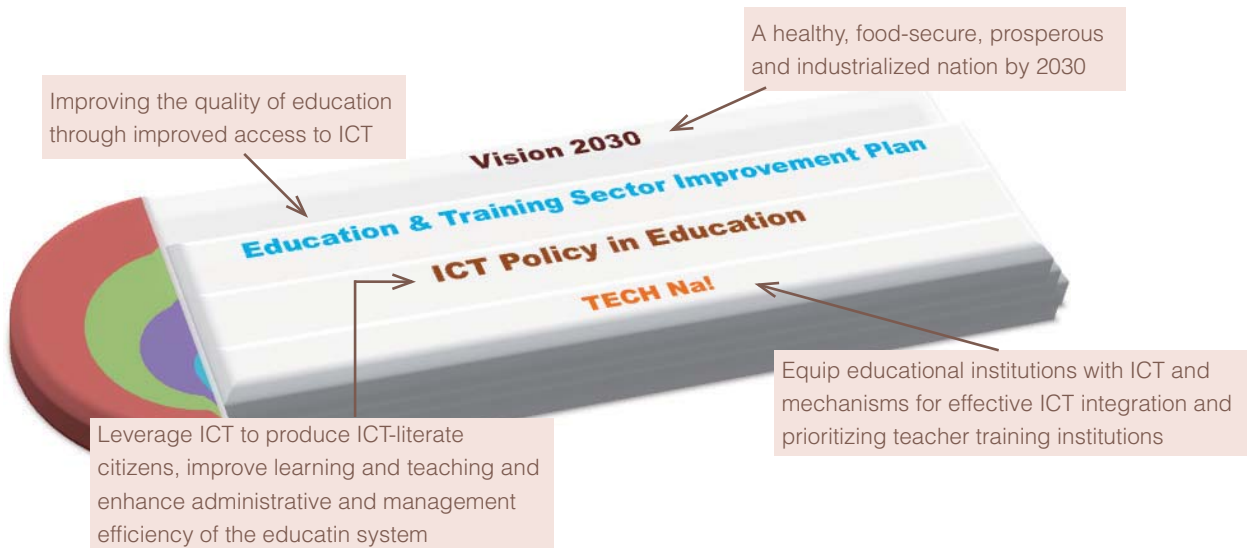 A healthy, food-secure, prosperous
and industrialized nation by 2030
Improving the quality of education
through improved access to ICT
Vision 2030
Education & Training Sector Improvement Plan
ICT Policy in Education
TECH Na!
Equip educational institutions with ICT and
mechanisms for effective ICT integration and
prioritizing teacher training institutions
Leverage ICT to produce ICT-literate
citizens, improve learning and teaching and
enhance administrative and management
efficiency of the educatin system